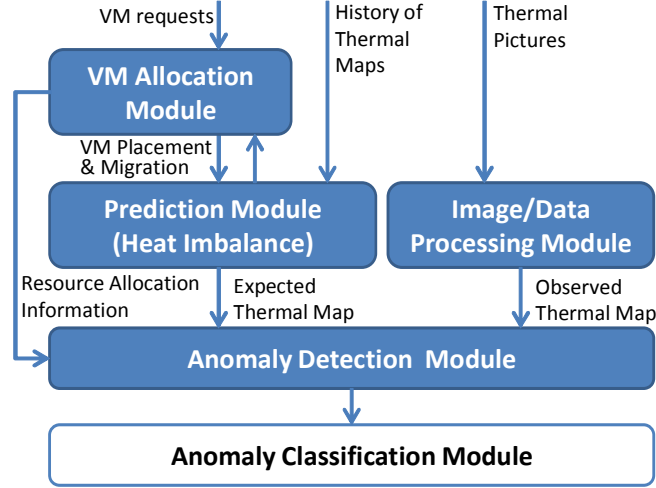 VM requests
History of
Thermal
Maps
Thermal
Pictures
VM Allocation
Module
VM Placement
& Migration
Prediction Module
(Heat Imbalance)
Image/Data
Processing Module
Resource Allocation
Information
Expected
Thermal Map
Observed
Thermal Map
Anomaly Detection Module
Anomaly Classification Module